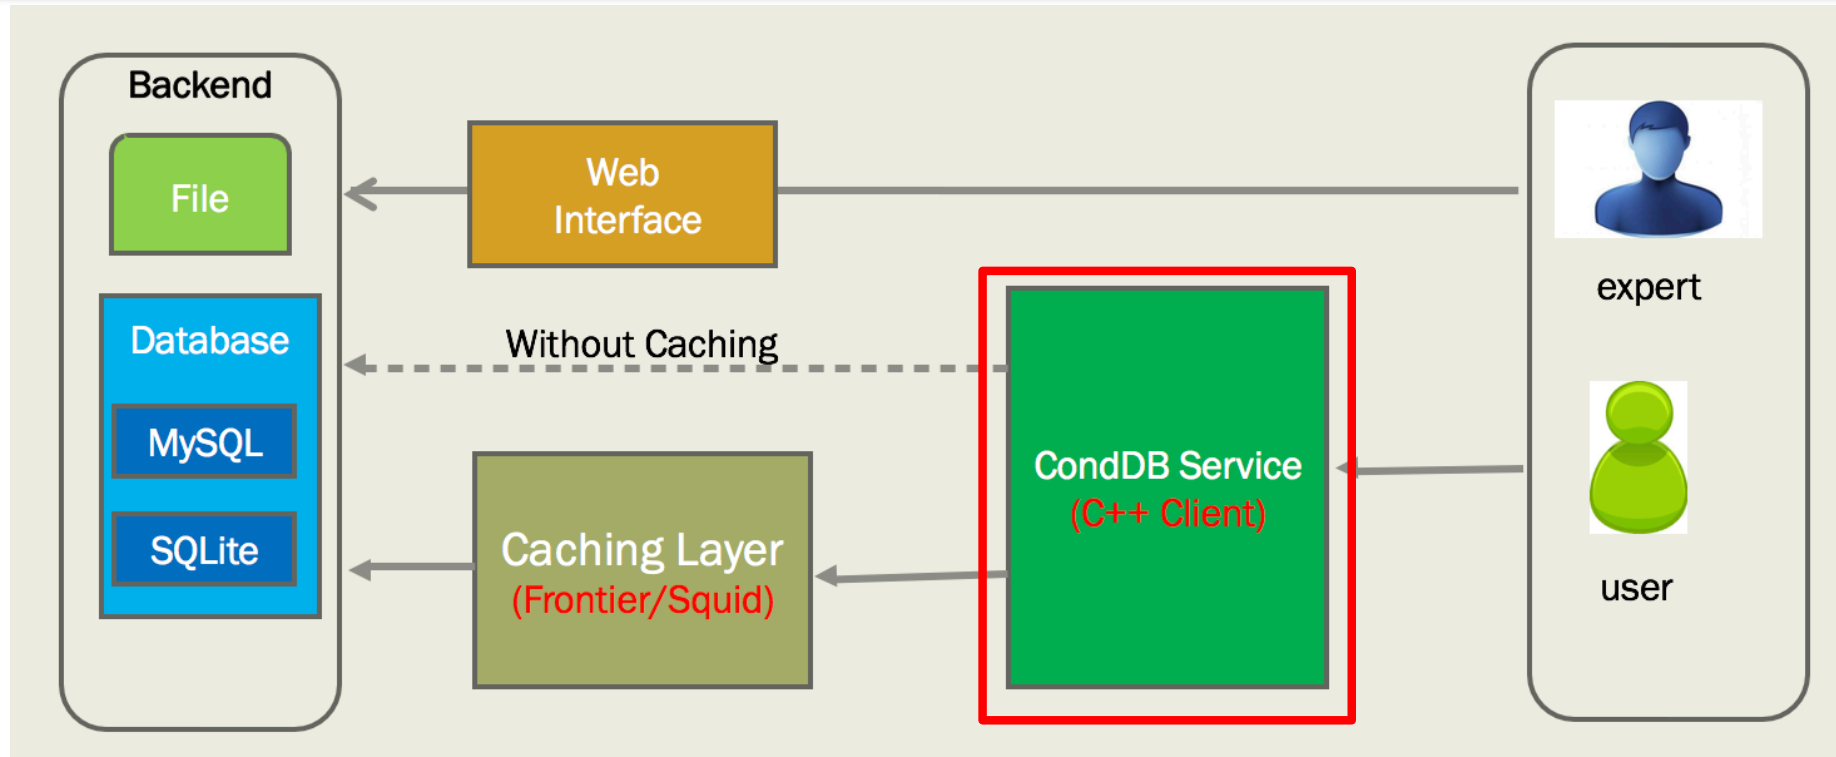 Backend
File
Database
MySQL
SQLite
Web
Interface
Without Caching
Caching Layer
(Frontier/Squid)
CondDB Service
(C++ Client)
expert
user